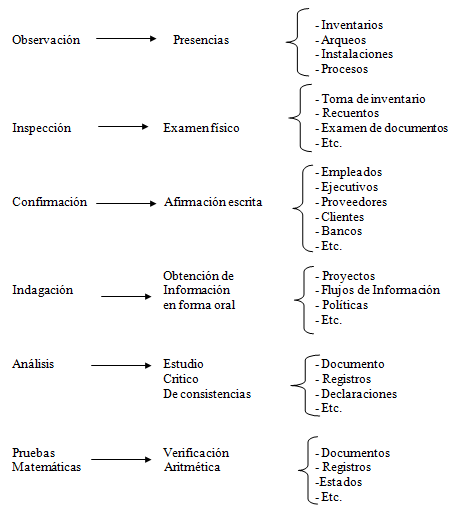 Observación
Presencias
- Inventarios
- Arqueos
- Instalaciones
- Procesos
Inspección
Examen físico
- Toma de inventario
- Recuentos
- Examen de documentos
- Etc.
Confirmación
Afirmación escrita
- Empleados
- Ejecutivos
- Proveedores
- Clientes
- Bancos
- Etc.
Indagación
Obtención de
Información
en forma oral
- Proyectos
- Flujos de Información
- Políticas
- Etc.
Análisis
Estudio
Critico
De consistencias
- Documento
- Registros
- Declaraciones
- Etc.
Pruebas
Matemáticas
Verificación
Aritmética
- Documentos
- Registros
-Estados
- Etc.